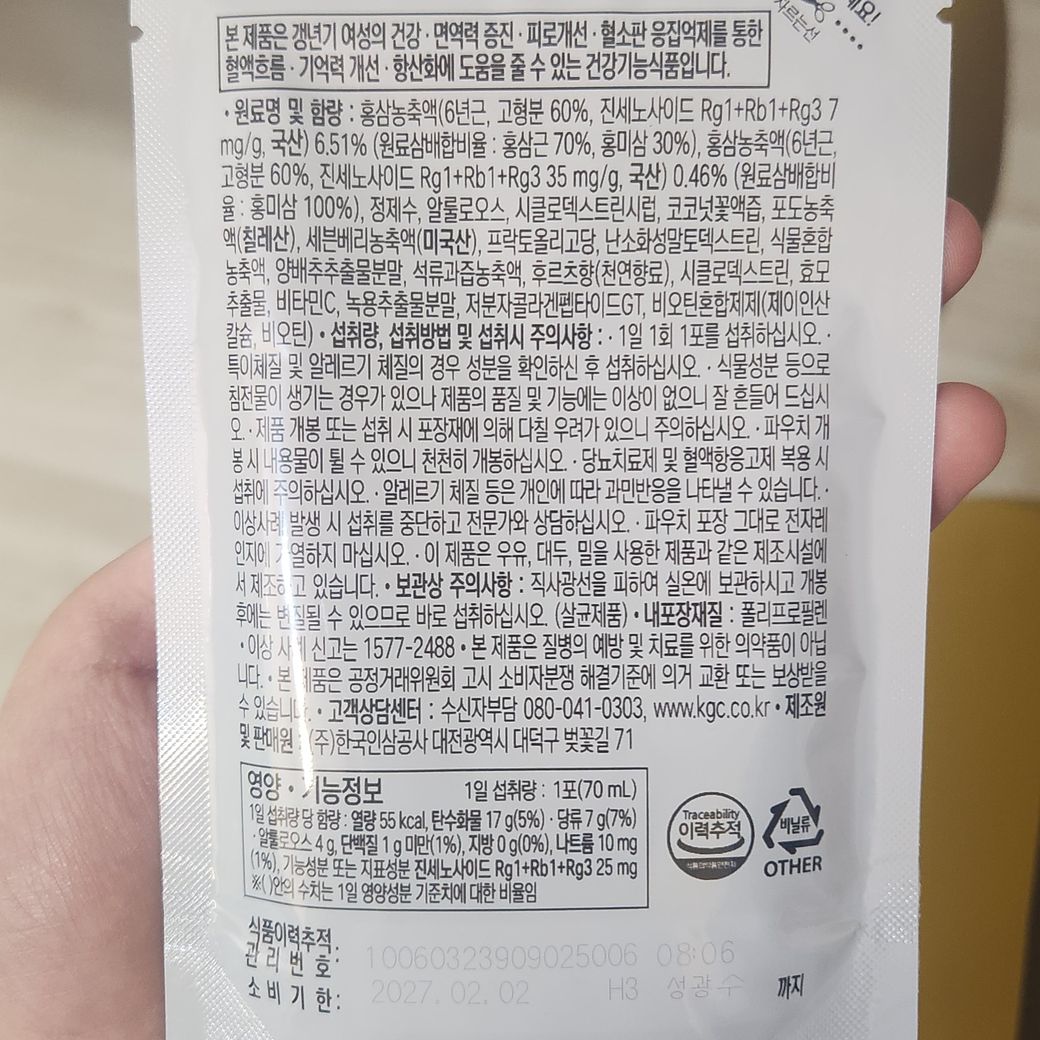 세요!
자르는선
본 제품은 갱년기 여성의 건강 · 면역력 증진 · 피로개선 · 혈소판 응집억제를 통한
혈액흐름 · 기억력 개선 · 항산화에 도움을 줄 수 있는 건강기능식품입니다.
• 원료명 및 함량 : 홍삼농축액(6년근, 고형분 60%, 진세노사이드 Rg1+Rb1+Rg3 7
mg/g, 국산) 6.51% (원료삼배합비율 : 홍삼근 70%, 홍미삼 30%), 홍삼농축액(6년근,
고형분 60%, 진세노사이드 Rg1+Rb1+Rg3 35 mg/g, 국산) 0.46% (원료삼배합비
율 : 홍미삼 100%), 정제수, 알룰로오스, 시클로덱스트린시럽, 코코넛꽃액즙, 포도농축
액(칠레산), 세븐베리농축액(미국산), 프락토올리고당, 난소화성말토덱스트린, 식물혼합
농축액, 양배추추출물분말, 석류과즙농축액, 후르츠향(천연향료), 시클로덱스트린, 효모
추출물, 비타민C, 녹용추출물분말, 저분자콜라겐펩타이드GT, 비오틴혼합제제(제이인산
칼슘, 비오틴) • 섭취량, 섭취방법 및 섭취시 주의사항 : · 1일 1회 1포를 섭취하십시오. ·
특이체질 및 알레르기 체질의 경우 성분을 확인하신 후 섭취하십시오. · 식물성분 등으로
침전물이 생기는 경우가 있으나 제품의 품질 및 기능에는 이상이 없으니 잘 흔들어 드십시
오. · 제품 개봉 또는 섭취 시 포장재에 의해 다칠 우려가 있으니 주의하십시오. · 파우치 개
봉 시 내용물이 튈 수 있으니 천천히 개봉하십시오. · 당뇨치료제 및 혈액항응고제 복용 시
섭취에 주의하십시오. · 알레르기 체질 등은 개인에 따라 과민반응을 나타낼 수 있습니다. ·
이상사례 발생 시 섭취를 중단하고 전문가와 상담하십시오. · 파우치 포장 그대로 전자레
인지에 가열하지 마십시오. • 이 제품은 우유, 대두, 밀을 사용한 제품과 같은 제조시설에
서 제조하고 있습니다. • 보관상 주의사항 : 직사광선을 피하여 실온에 보관하시고 개봉
후에는 변질될 수 있으므로 바로 섭취하십시오. (살균제품) • 내포장재질 : 폴리프로필렌
• 이상 사례 신고는 1577-2488 • 본 제품은 질병의 예방 및 치료를 위한 의약품이 아닙
니다. • 본 제품은 공정거래위원회 고시 소비자분쟁 해결기준에 의거 교환 또는 보상받을
수 있습니다. • 고객상담센터 : 수신자부담 080-041-0303, www.kgc.co.kr • 제조원
및 판매원 : (주)한국인삼공사 대전광역시 대덕구 벚꽃길 71
영양 · 기능정보 1일 섭취량 : 1포(70 mL)
1일 섭취량 당 함량 : 열량 55 kcal, 탄수화물 17 g(5%) · 당류 7 g(7%)
· 알룰로오스 4 g, 단백질 1 g 미만(1%), 지방 0 g(0%), 나트륨 10 mg
(1%), 기능성분 또는 지표성분 진세노사이드 Rg1+Rb1+Rg3 25 mg
※( )안의 수치는 1일 영양성분 기준치에 대한 비율임
Traceability
이력추적
식품의약품안전처
비닐류
OTHER
식품이력추적
관리번호 : 10060323909025006 08:06
소비기한 : 2027. 02. 02 H3 성광수 까지